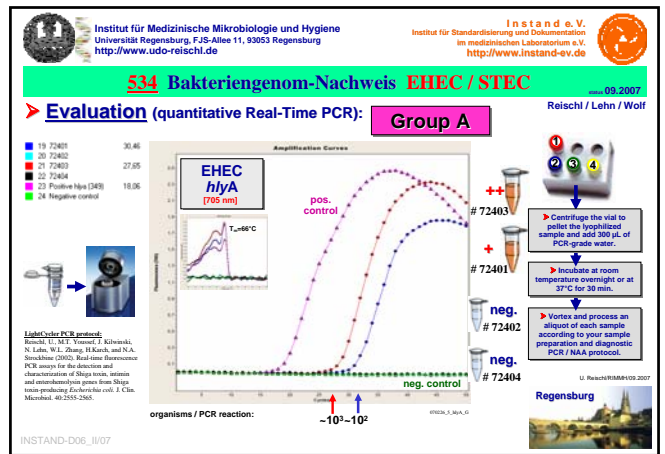 Institut für Medizinische Mikrobiologie und Hygiene
Universität Regensburg, FJS-Allee 11, 93053 Regensburg
http://www.udo-reischl.de
Instand e.V.
Institut für Standardisierung und Dokumentation
im medizinischen Laboratorium e.V.
http://www.instand-ev.de
534 Bakteriengenom-Nachweis EHEC / STEC
status 09.2007
Evaluation (quantitative Real-Time PCR):
Group A
Reischl / Lehn / Wolf
19 72401 30,46
20 72402
21 72403 27,65
22 72404
23 Positive hlya (349) 18,06
24 Negative control
Amplification Curves
EHEC
hlyA
[705 nm]
Tm=66°C
pos.
control
neg. control
++
# 72403
+
# 72401
neg.
# 72402
neg.
# 72404
1
2
3
4
Centrifuge the vial to
pellet the lyophilized
sample and add 300 µL of
PCR-grade water.
Incubate at room
temperature overnight or at
37°C for 30 min.
Vortex and process an
aliquot of each sample
according to your sample
preparation and diagnostic
PCR / NAA protocol.
LightCycler PCR protocol:
Reischl, U., M.T. Youssef, J. Kilwinski,
N. Lehn, W.L. Zhang, H.Karch, and N.A.
Strockbine (2002). Real-time fluorescence
PCR assays for the detection and
characterization of Shiga toxin, intimin
and enterohemolysin genes from Shiga
toxin-producing Escherichia coli. J. Clin.
Microbiol. 40:2555-2565.
organisms / PCR reaction:
~10³~10²
070226_5_hlyA_G
U. Reischl/RIMMH/09.2007
Regensburg
INSTAND-D06_II/07